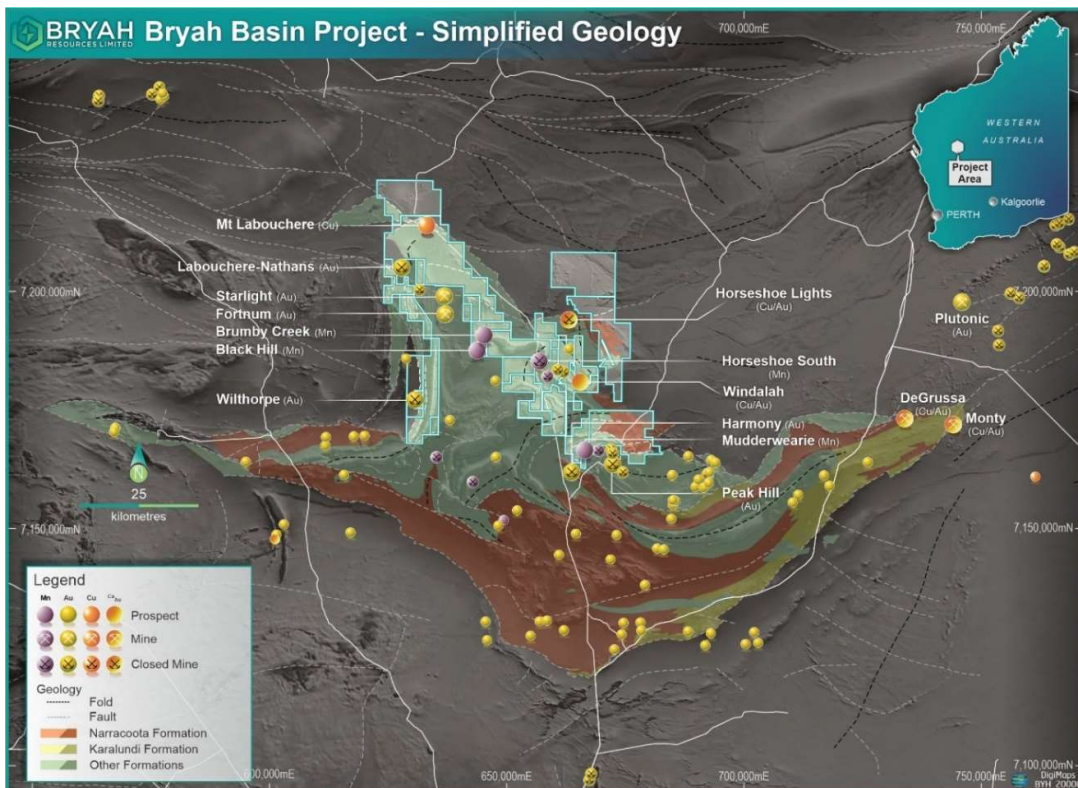 BRYAH
RESOURCES LIMITED
Bryah Basin Project - Simplified Geology
700,000mE
750,000mE
WESTERN
AUSTRALIA
Project
Area
Kalgoorlie
PERTH
Mt Labouchere (Cu)
Labouchere-Nathans (Au)
7,200,000mN
Starlight (Au)
Fortnum (Au)
Brumby Creek (Mn)
Black Hill (Mn)
Wilthorpe (Au)
Horseshoe Lights
(Cu/Au)
7,200,000mN
Plutonic
(Au)
Horseshoe South
(Mn)
Windalah
(Cu/Au)
Harmony (Au)
Mudderwearie (Mn)
DeGrussa
(Cu/Au)
Monty
(Cu/Au)
Peak Hill
(Au)
N
25
kilometres
7,150,000mN
7,150,000mN
Legend
Mn Au Cu
Prospect
Mine
Closed Mine
Geology
Fold
Fault
Narracoota Formation
Karalundi Formation
Other Formations
600,000mE
650,000mE
700,000mE
750,000mE
7,100,000mN
DigiMaps